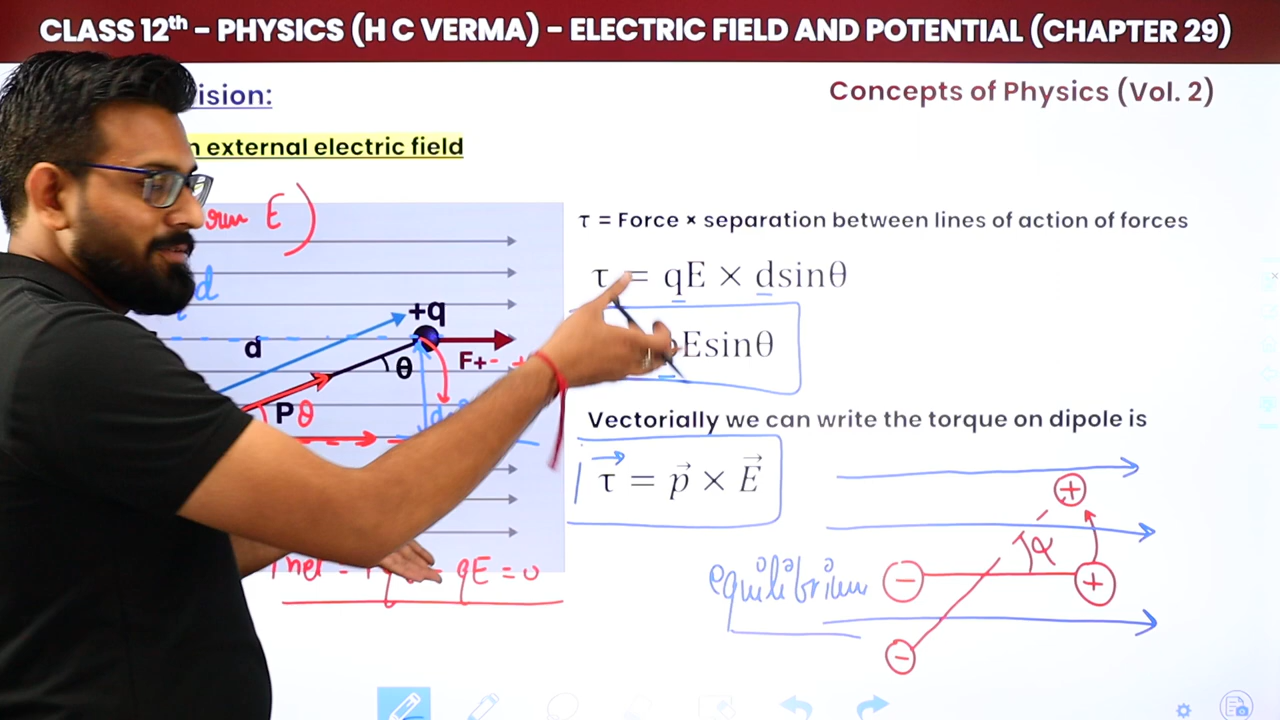 CLASS 12th – PHYSICS (H C VERMA) – ELECTRIC FIELD AND POTENTIAL (CHAPTER 29)
ision:
Concepts of Physics (Vol. 2)
n external electric field
E)
τ = Force × separation between lines of action of forces
τ = qE × dsinθ
d
+q
d
θ
F+
pEsinθ
P θ
Vectorially we can write the torque on dipole is
τ = p⃗ × E⃗
+
α
equilibrium
−
+
qE = 0
−